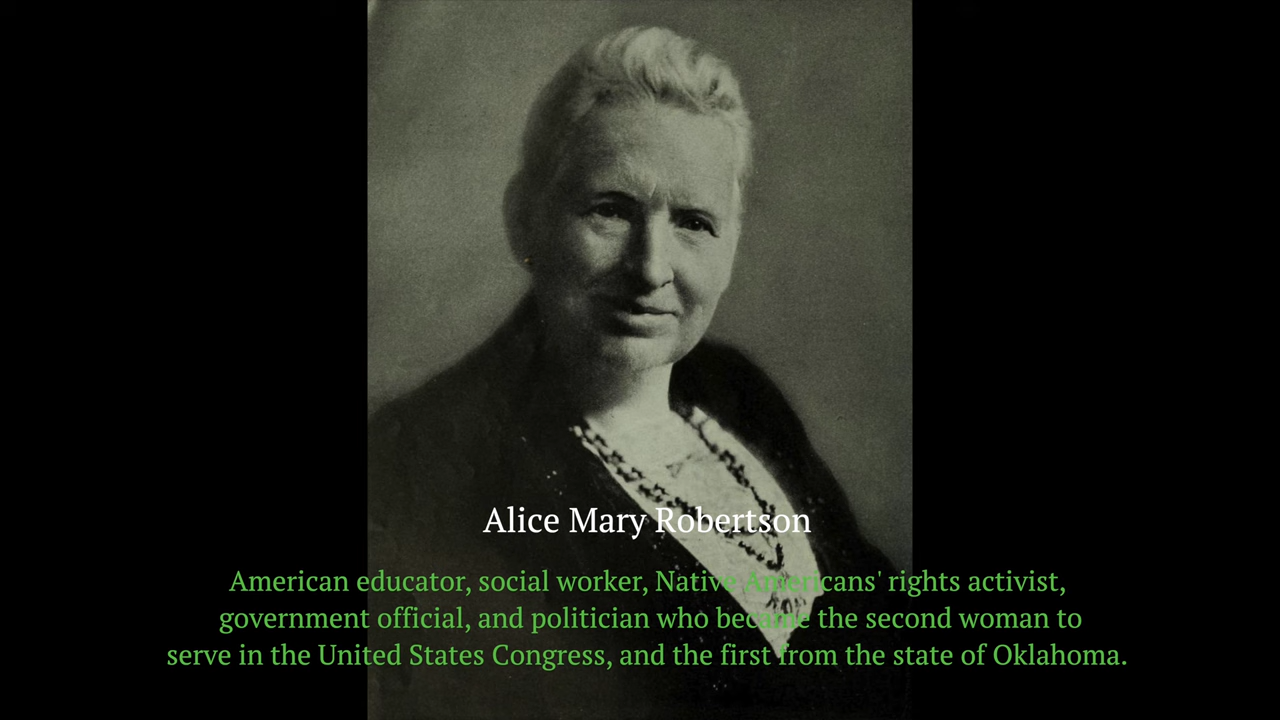 Alice Mary Robertson
American educator, social worker, Native Americans' rights activist,
government official, and politician who became the second woman to
serve in the United States Congress, and the first from the state of Oklahoma.